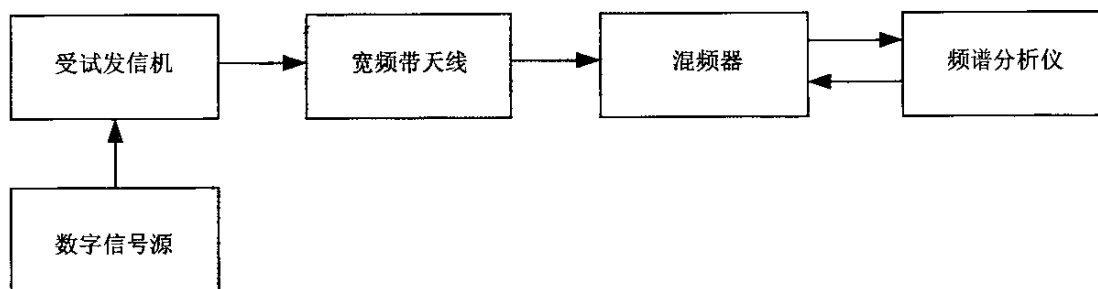 受试发信机
宽频带天线
混频器
频谱分析仪
数字信号源